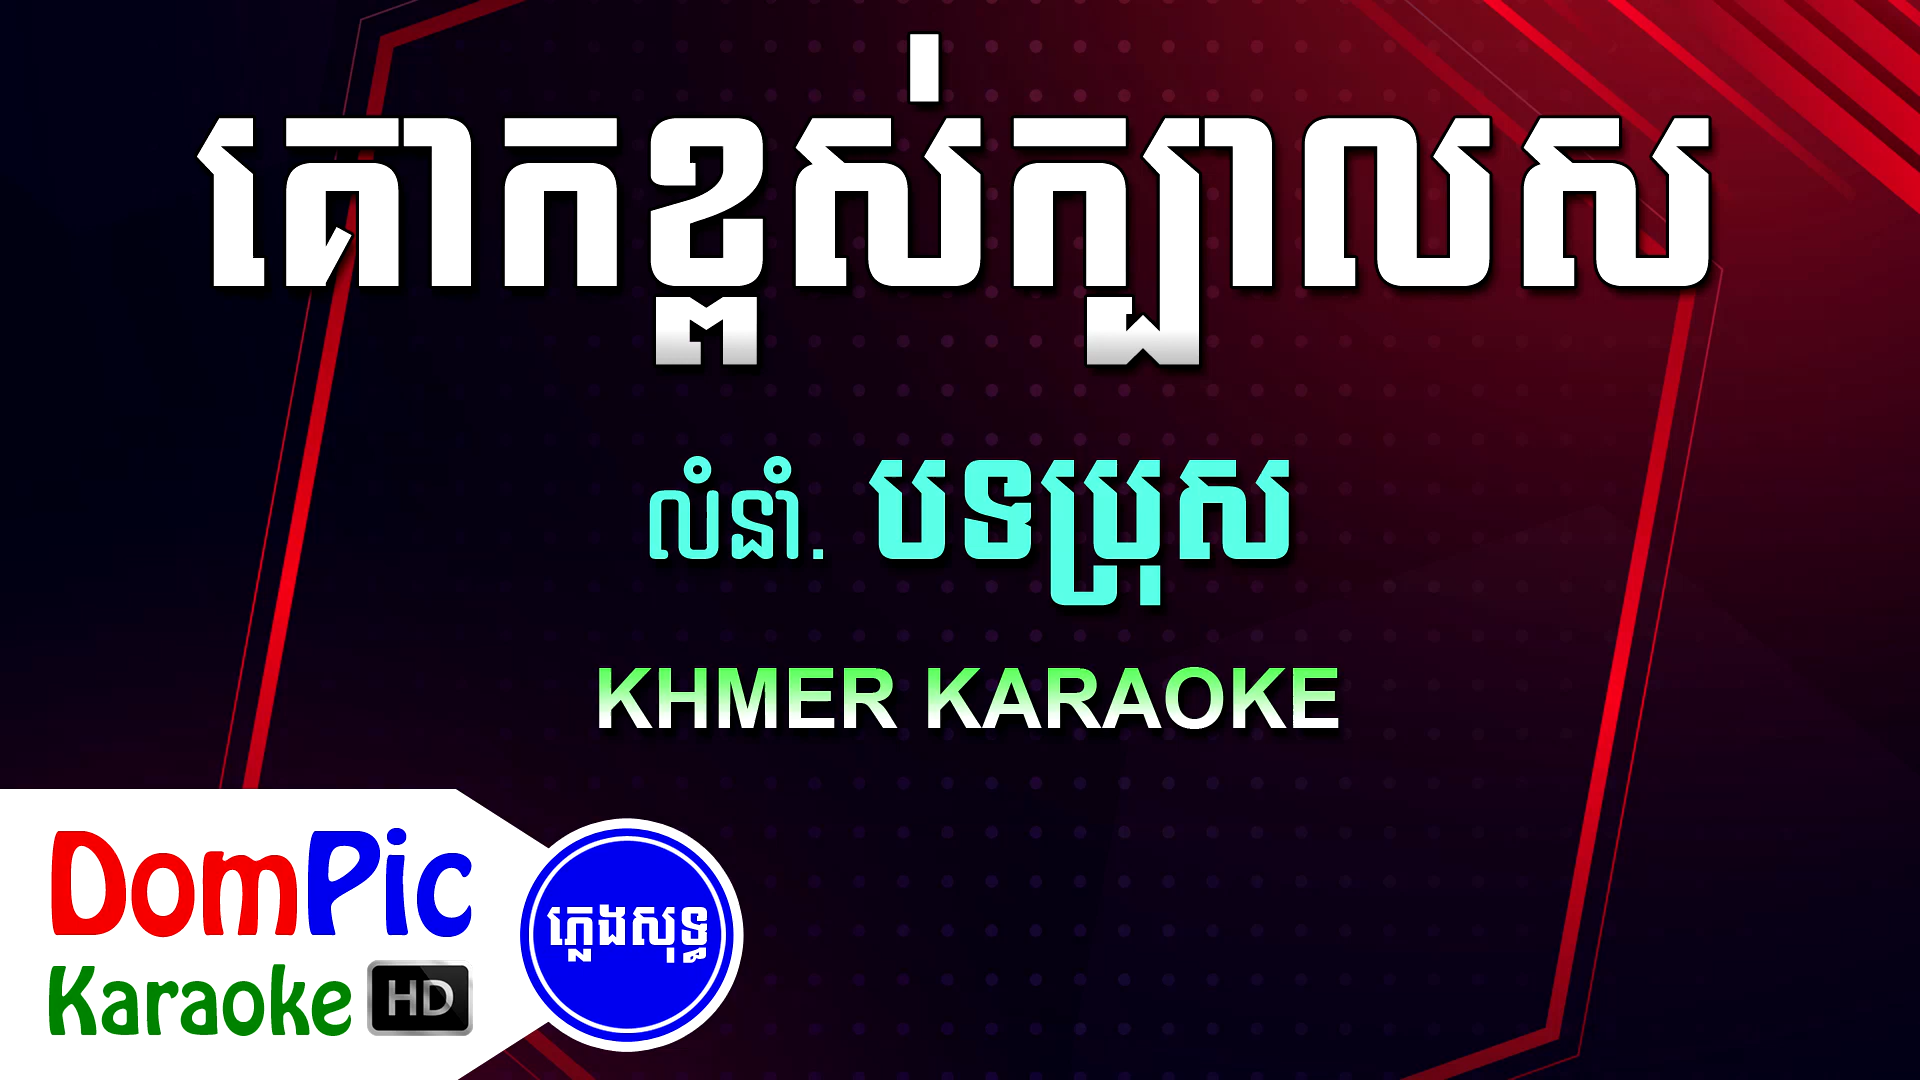 គោកខ្ពស់ក្បាលស
លំនាំ. បទប្រុស
KHMER KARAOKE
DomPic
Karaoke HD
ភ្លេងសុទ្ធ